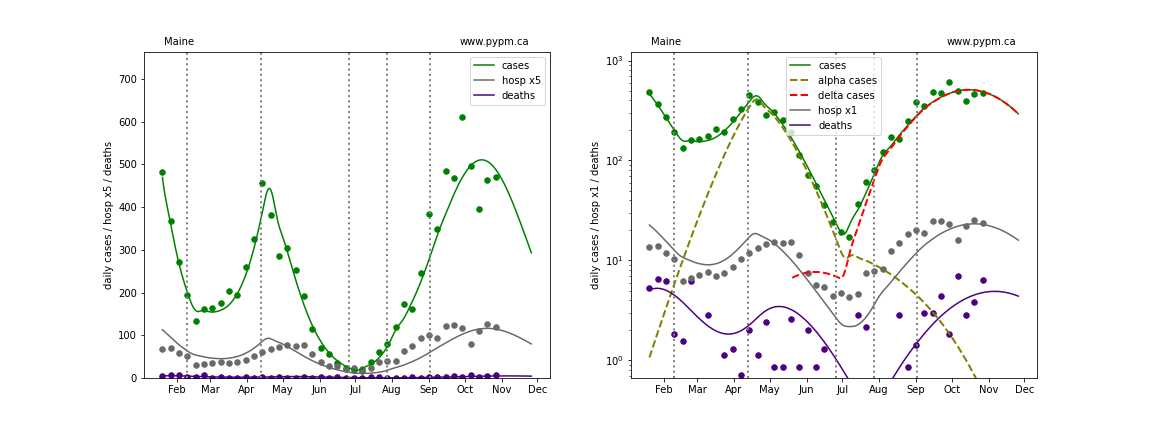 Maine www.pypm.ca
cases
hosp x5
deaths
daily cases / hosp x5 / deaths
700
600
500
400
300
200
100
0
Feb Mar Apr May Jun Jul Aug Sep Oct Nov Dec
Maine www.pypm.ca
cases
alpha cases
delta cases
hosp x1
deaths
daily cases / hosp x1 / deaths
10³
10²
10¹
10⁰
Feb Mar Apr May Jun Jul Aug Sep Oct Nov Dec